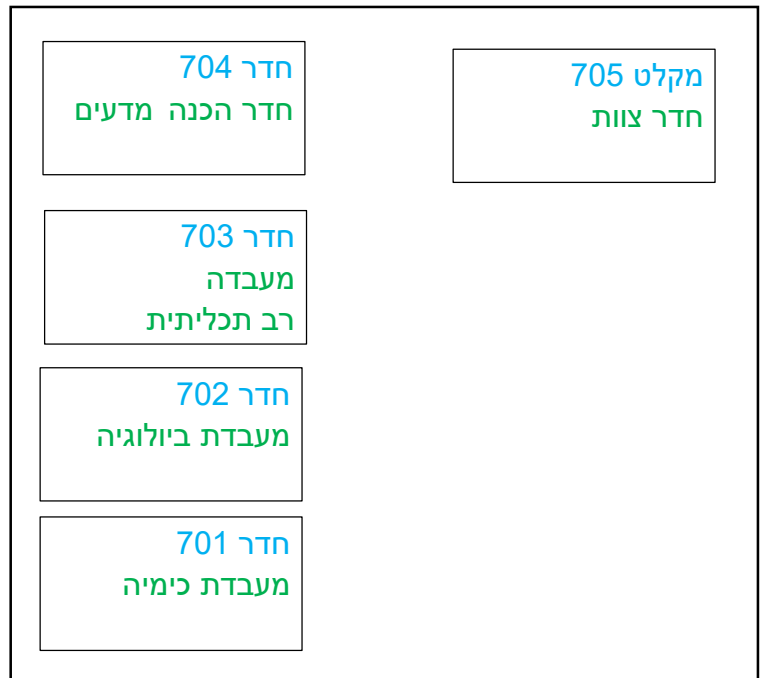 מקלט 705
חדר צוות
חדר 704
חדר הכנה  מדעים
חדר 703
מעבדה
רב תכליתית
חדר 702
מעבדת ביולוגיה
חדר 701
מעבדת כימיה